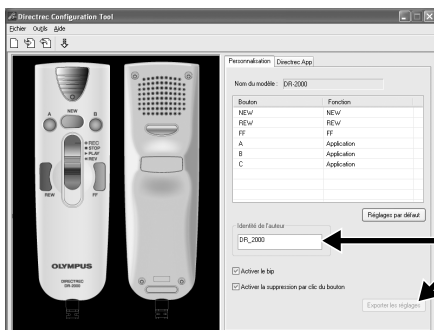 Directrec Configuration Tool
Fichier Outils Aide
Personnalisation Directrec App
Nom du modèle : DR-2000
Bouton Fonction
NEW NEW
REW REW
FF FF
A Application
B Application
C Application
Réglages par défaut
Identité de l'auteur
DR_2000
Activer le bip
Activer la suppression par clic du bouton
Exporter les réglages
NEW
A B
REC
STOP
PLAY
REV
REW FF
OLYMPUS
DIRECTREC
DR-2000